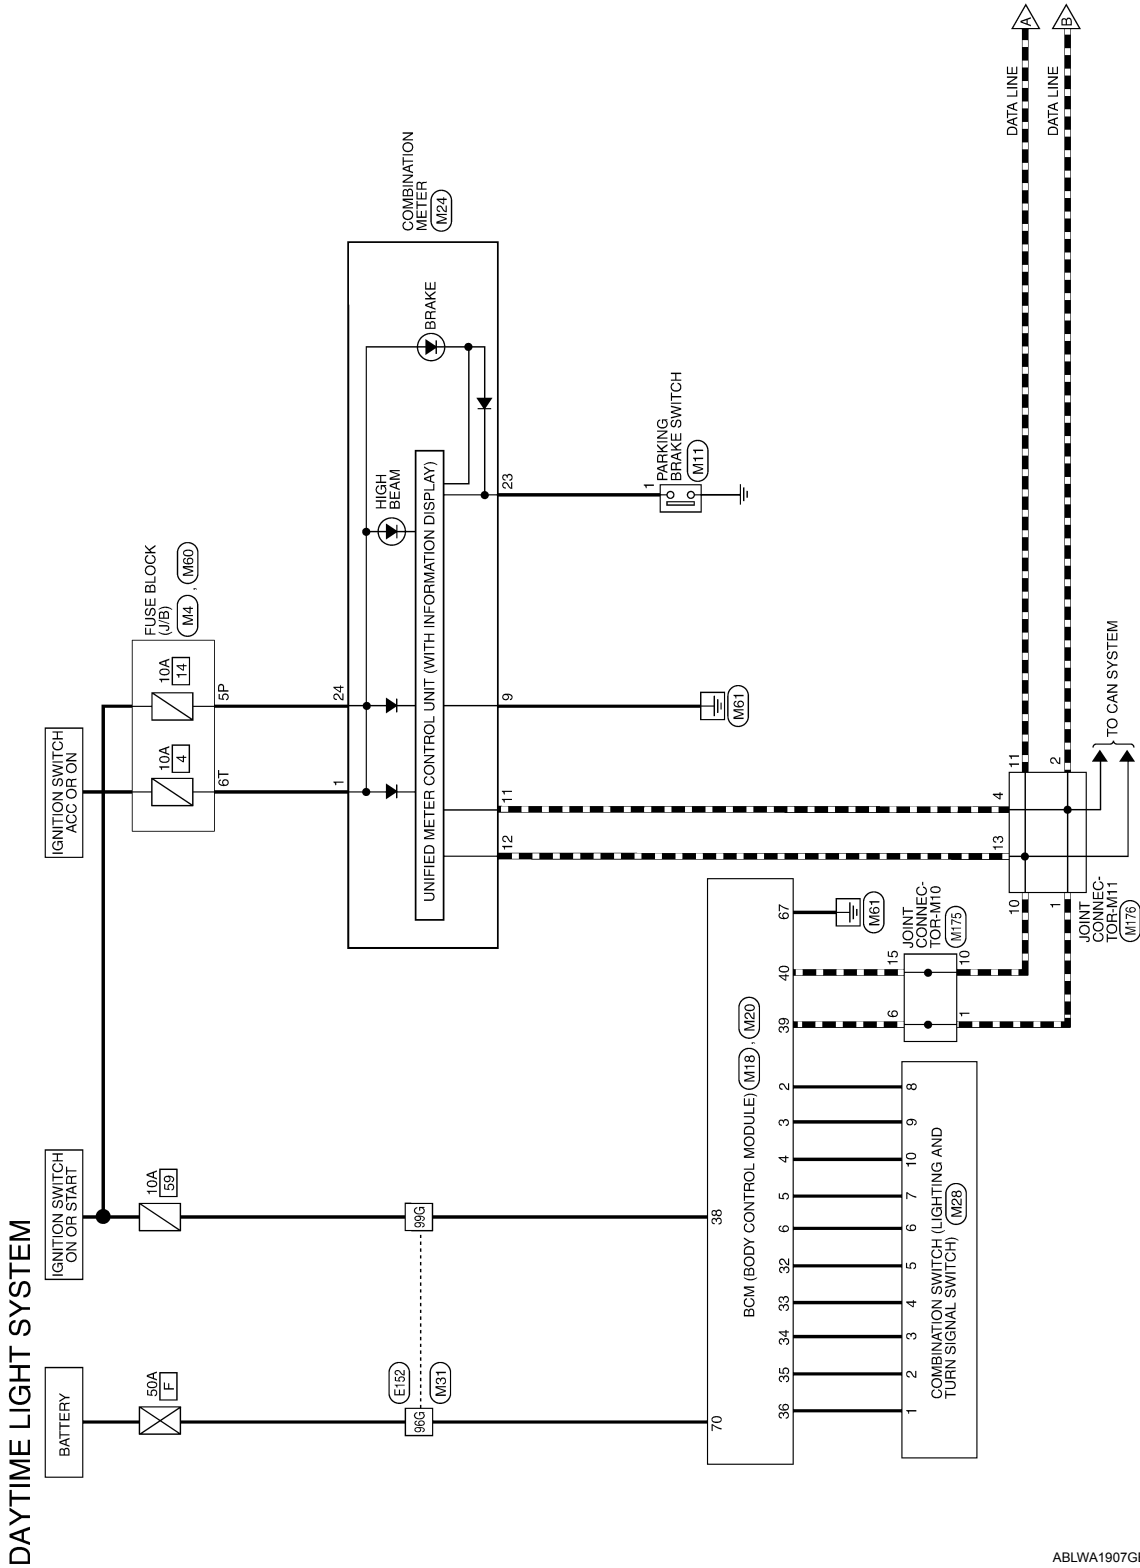 DAYTIME LIGHT SYSTEM
BATTERY
50A
F
96G
E152
M31
70
IGNITION SWITCH
ON OR START
10A
59
99G
38
IGNITION SWITCH
ACC OR ON
10A
4
6T
10A
14
5P
FUSE BLOCK
(J/B)
M4 , M60
1
24
COMBINATION
METER
M24
HIGH
BEAM
BRAKE
UNIFIED METER CONTROL UNIT (WITH INFORMATION DISPLAY)
12
11
9
23
M61
1
PARKING
BRAKE SWITCH
M11
BCM (BODY CONTROL MODULE) M18 , M20
36
35
34
33
32
6
5
4
3
2
39
40
67
M61
1
2
3
4
5
6
7
10
9
8
COMBINATION SWITCH (LIGHTING AND
TURN SIGNAL SWITCH) M28
6
15
1
10
JOINT
CONNEC-
TOR-M10
M175
13
4
10
11
1
2
JOINT
CONNEC-
TOR-M11
M176
TO CAN SYSTEM
DATA LINE
A
DATA LINE
B
ABLWA1907GI